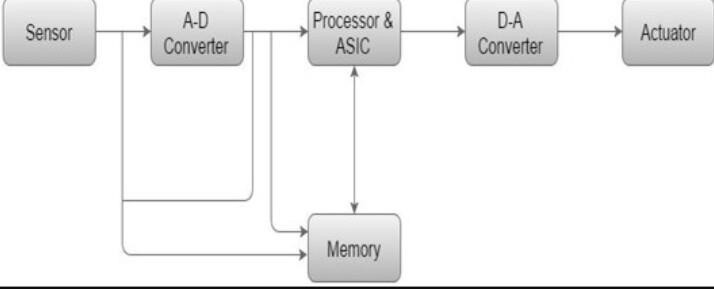 Sensor
A-D
Converter
Processor &
ASIC
D-A
Converter
Actuator
Memory